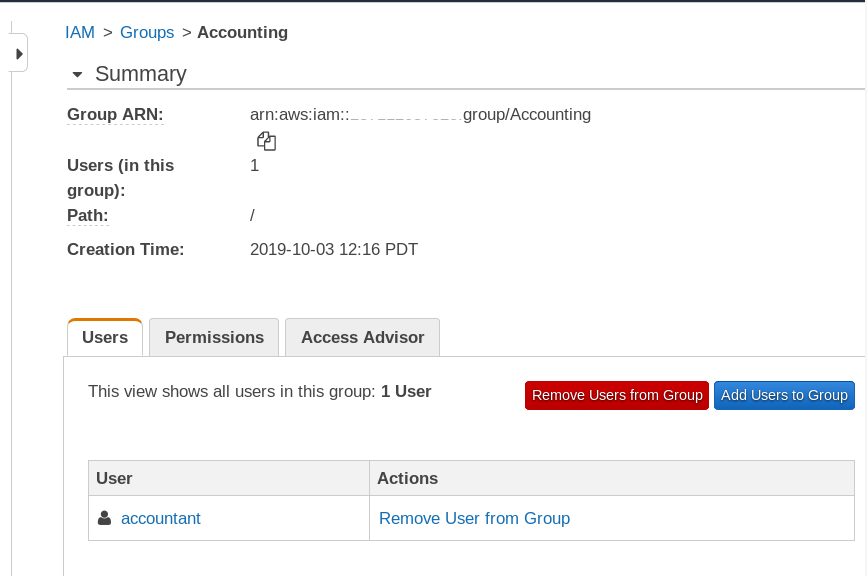 IAM > Groups > Accounting
Summary
Group ARN: arn:aws:iam:: group/Accounting
Users (in this group): 1
Path: /
Creation Time: 2019-10-03 12:16 PDT
Users Permissions Access Advisor
This view shows all users in this group: 1 User Remove Users from Group Add Users to Group
User Actions
accountant Remove User from Group